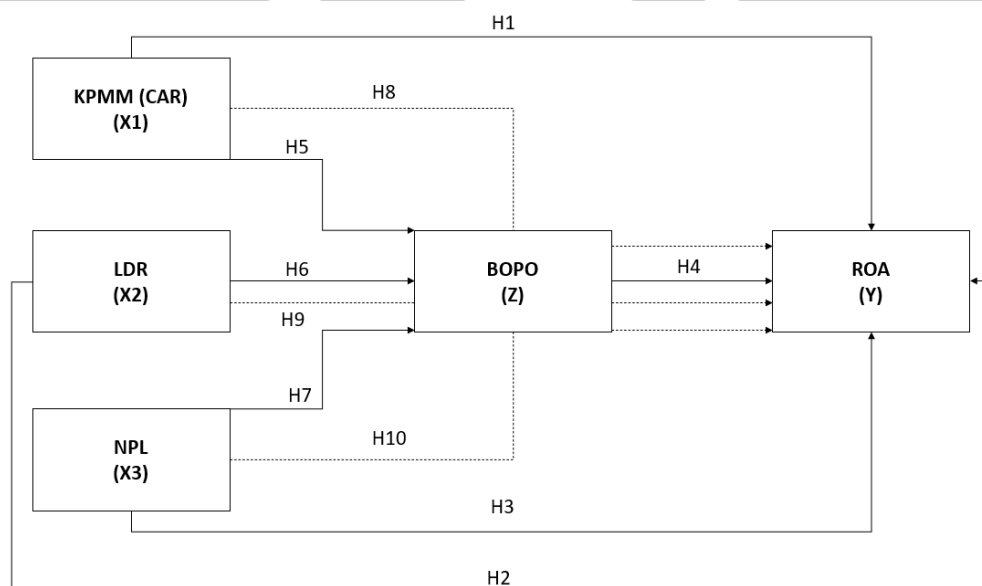 H1
KPMM (CAR)
(X1)
H8
H5
LDR
(X2)
H6
H9
BOPO
(Z)
H4
ROA
(Y)
H7
NPL
(X3)
H10
H3
H2